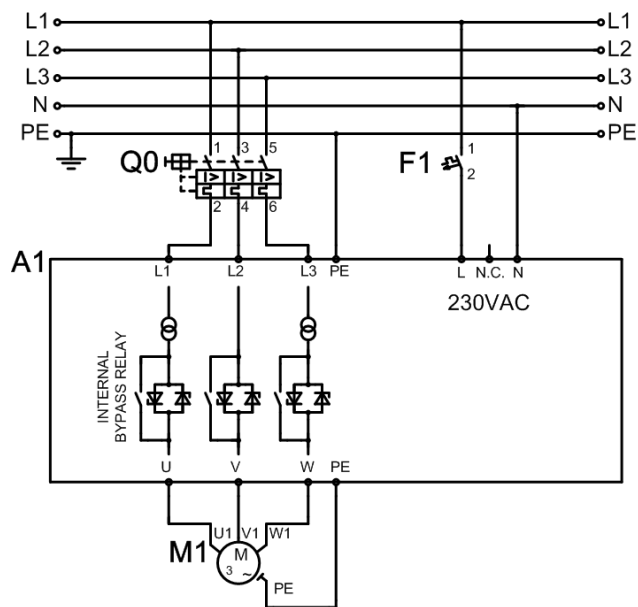 L1 L1
L2 L2
L3 L3
N N
PE PE
Q0 1 3 5 F1 1
I> I> I> 2
2 4 6
A1 L1 L2 L3 PE L N.C. N
230VAC
INTERNAL
BYPASS RELAY
U V W PE
U1 V1 W1
M1 M
3 ~
PE